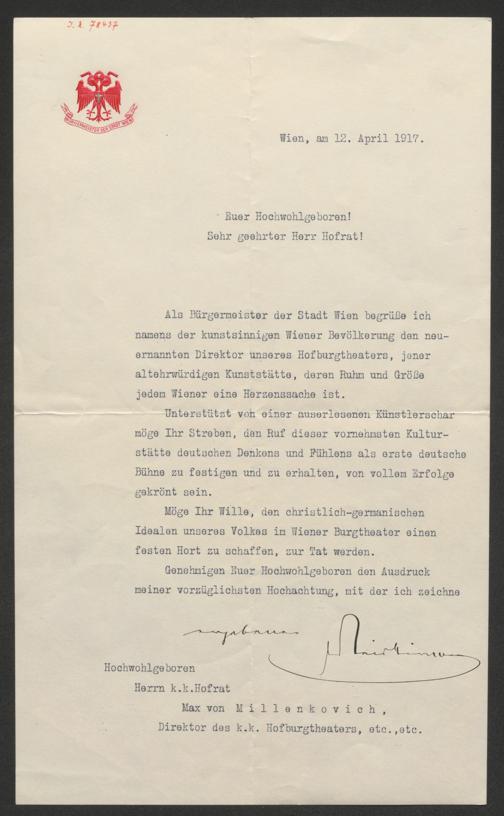 J.N. 78437
BÜRGERMEISTER DER STADT WIEN
Wien, am 12. April 1917.
Euer Hochwohlgeboren!
Sehr geehrter Herr Hofrat!
Als Bürgermeister der Stadt Wien begrüße ich
namens der kunstsinnigen Wiener Bevölkerung den neu-
ernannten Direktor unseres Hofburgtheaters, jener
altehrwürdigen Kunststätte, deren Ruhm und Größe
jedem Wiener eine Herzenssache ist.
Unterstützt von einer auserlesenen Künstlerschar
möge Ihr Streben, den Ruf dieser vornehmsten Kultur-
stätte deutschen Denkens und Fühlens als erste deutsche
Bühne zu festigen und zu erhalten, von vollem Erfolge
gekrönt sein.
Möge Ihr Wille, den christlich-germanischen
Idealen unseres Volkes im Wiener Burgtheater einen
festen Hort zu schaffen, zur Tat werden.
Genehmigen Euer Hochwohlgeboren den Ausdruck
meiner vorzüglichsten Hochachtung, mit der ich zeichne
Hochwohlgeboren
Herrn k.k.Hofrat
Max von Millenkovich,
Direktor des k.k. Hofburgtheaters, etc.,etc.